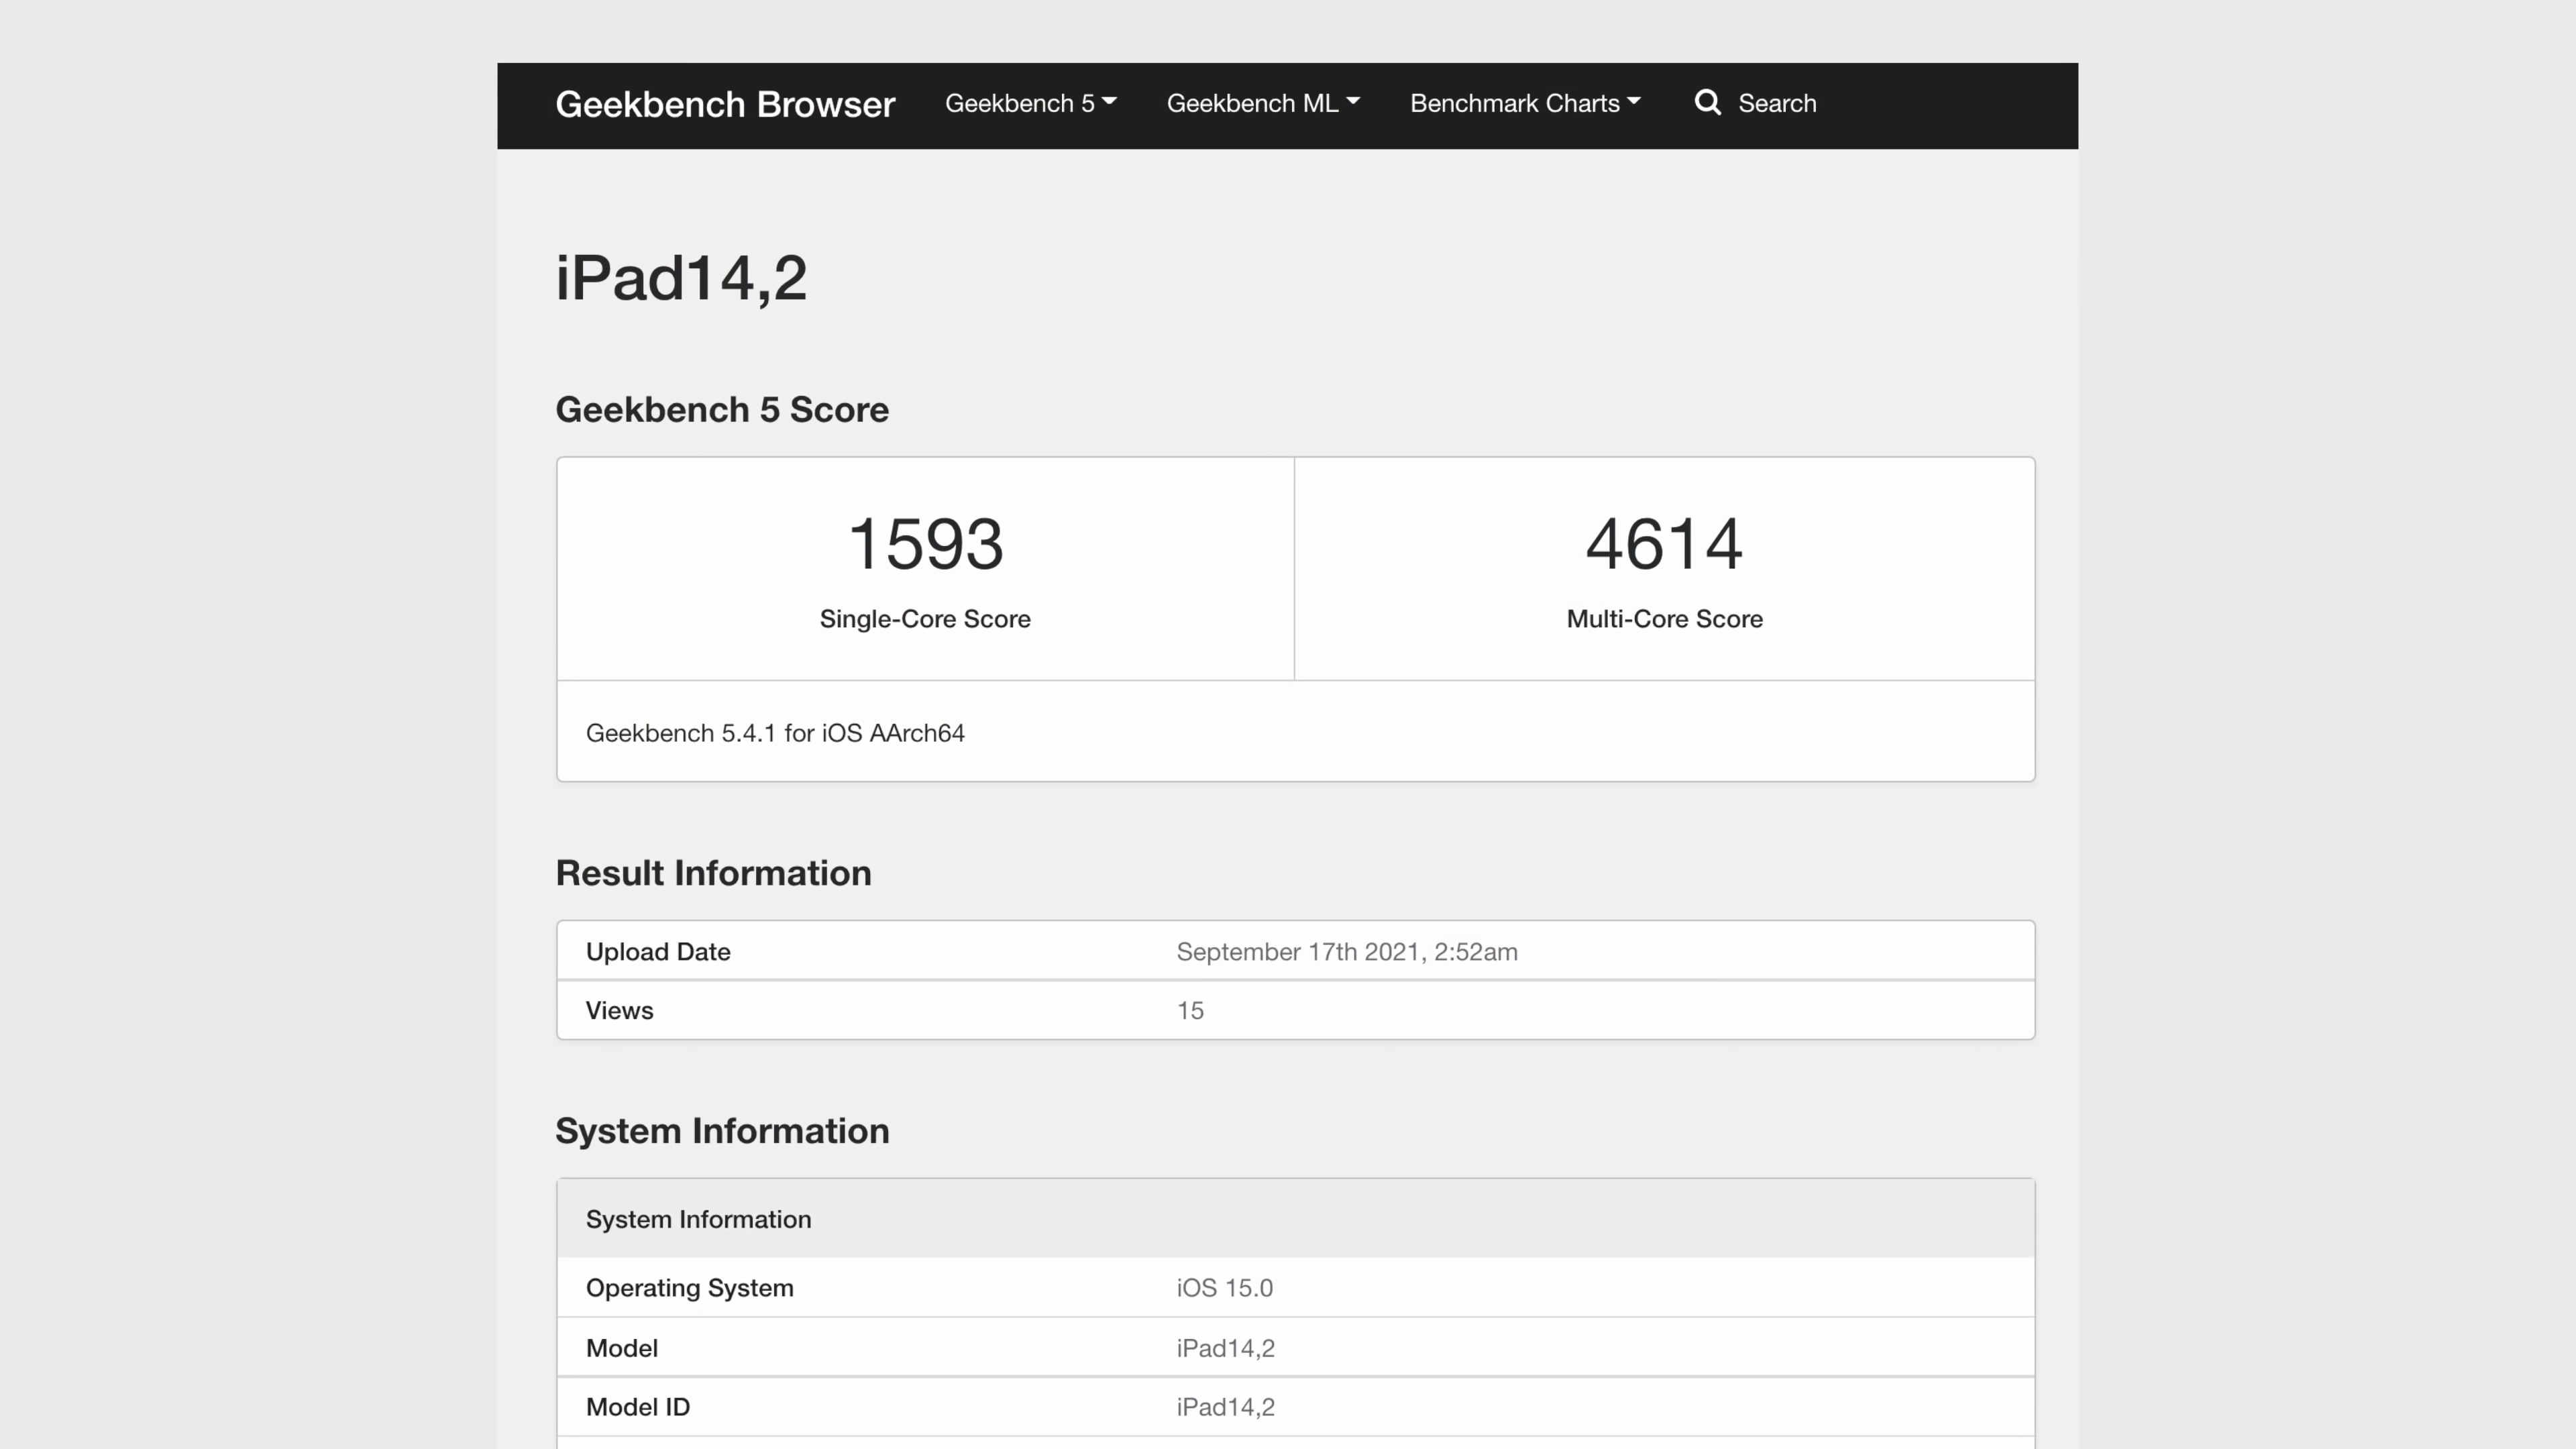 Geekbench Browser Geekbench 5 Geekbench ML Benchmark Charts Search
iPad14,2
Geekbench 5 Score
1593 4614
Single-Core Score Multi-Core Score
Geekbench 5.4.1 for iOS AArch64
Result Information
Upload Date September 17th 2021, 2:52am
Views 15
System Information
System Information
Operating System iOS 15.0
Model iPad14,2
Model ID iPad14,2